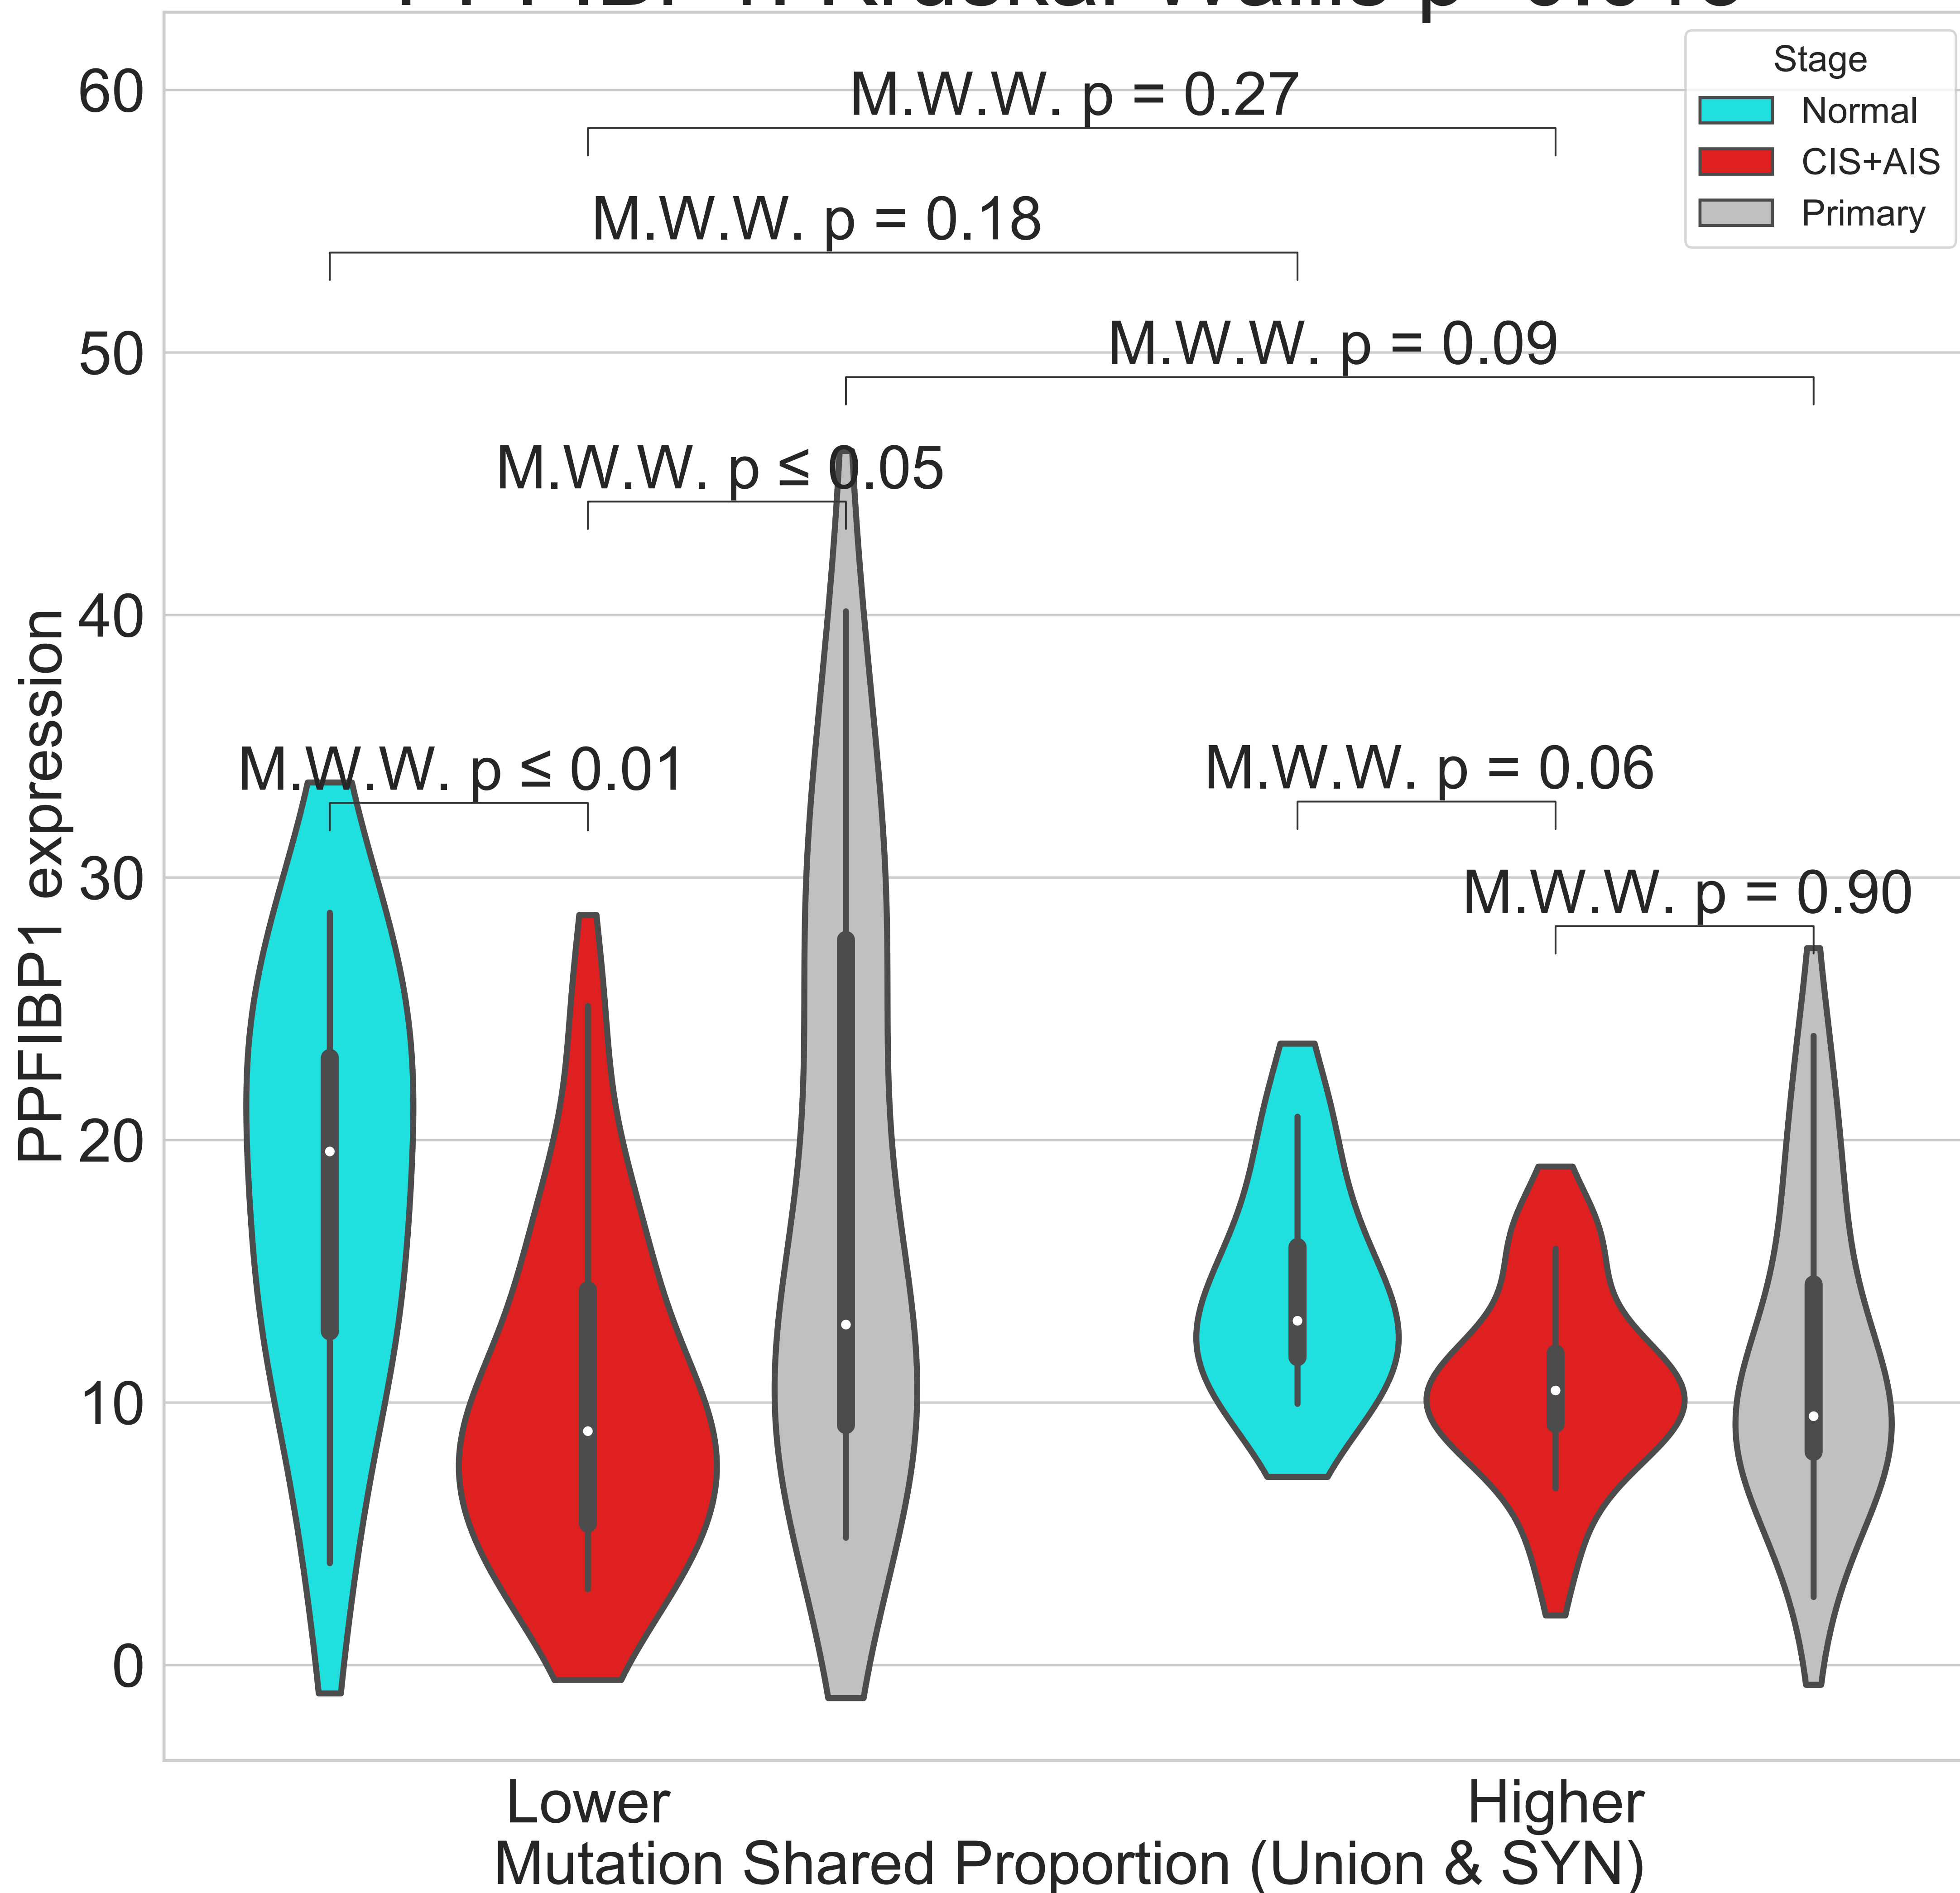 60
50
40
30
20
10
0
PPFIBP1 expression
M.W.W. p = 0.27
M.W.W. p = 0.18
M.W.W. p = 0.09
M.W.W. p ≤ 0.05
M.W.W. p ≤ 0.01
M.W.W. p = 0.06
M.W.W. p = 0.90
Stage
Normal
CIS+AIS
Primary
Lower
Higher
Mutation Shared Proportion (Union & SYN)